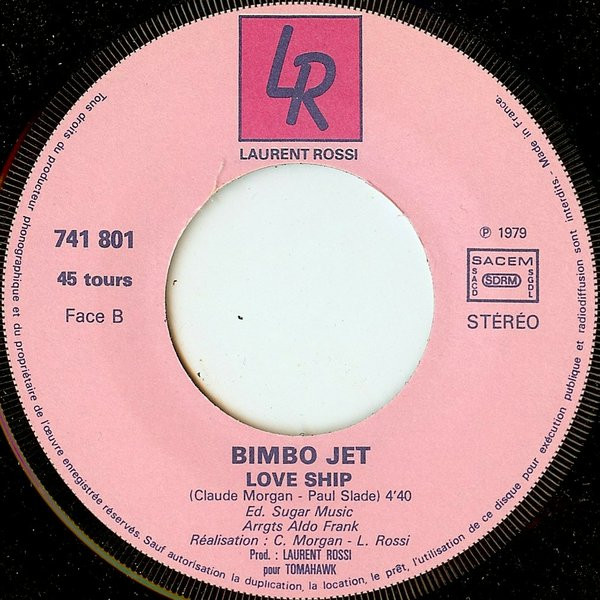 LR
LAURENT ROSSI
741 801
45 tours
Face B
℗ 1979
SACEM
SACD
SDRM
SGDL
STÉRÉO
BIMBO JET
LOVE SHIP
(Claude Morgan - Paul Slade) 4'40
Ed. Sugar Music
Arrgts Aldo Frank
Réalisation : C. Morgan - L. Rossi
Prod. : LAURENT ROSSI
pour TOMAHAWK
Tous droits du producteur phonographique et du propriétaire de l'œuvre enregistrée réservés. Sauf autorisation la duplication, la location, le prêt, l'utilisation de ce disque pour exécution publique et radiodiffusion sont interdits - Made in France.